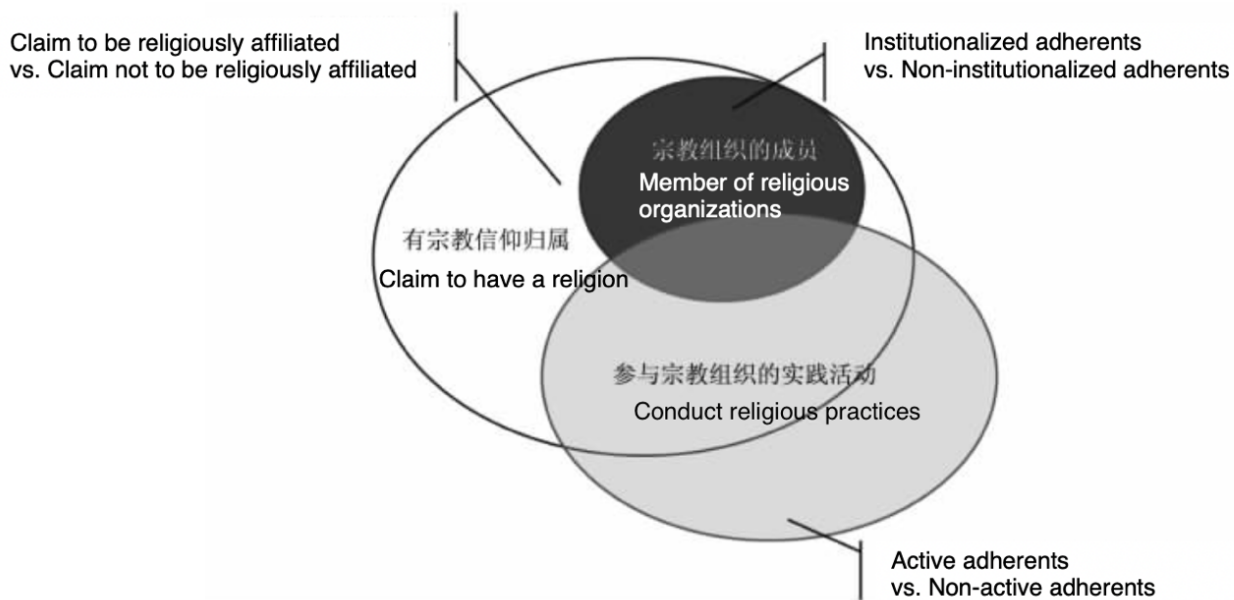 Claim to be religiously affiliated
vs. Claim not to be religiously affiliated
Institutionalized adherents
vs. Non-institutionalized adherents
宗教组织的成员
Member of religious
organizations
有宗教信仰归属
Claim to have a religion
参与宗教组织的实践活动
Conduct religious practices
Active adherents
vs. Non-active adherents